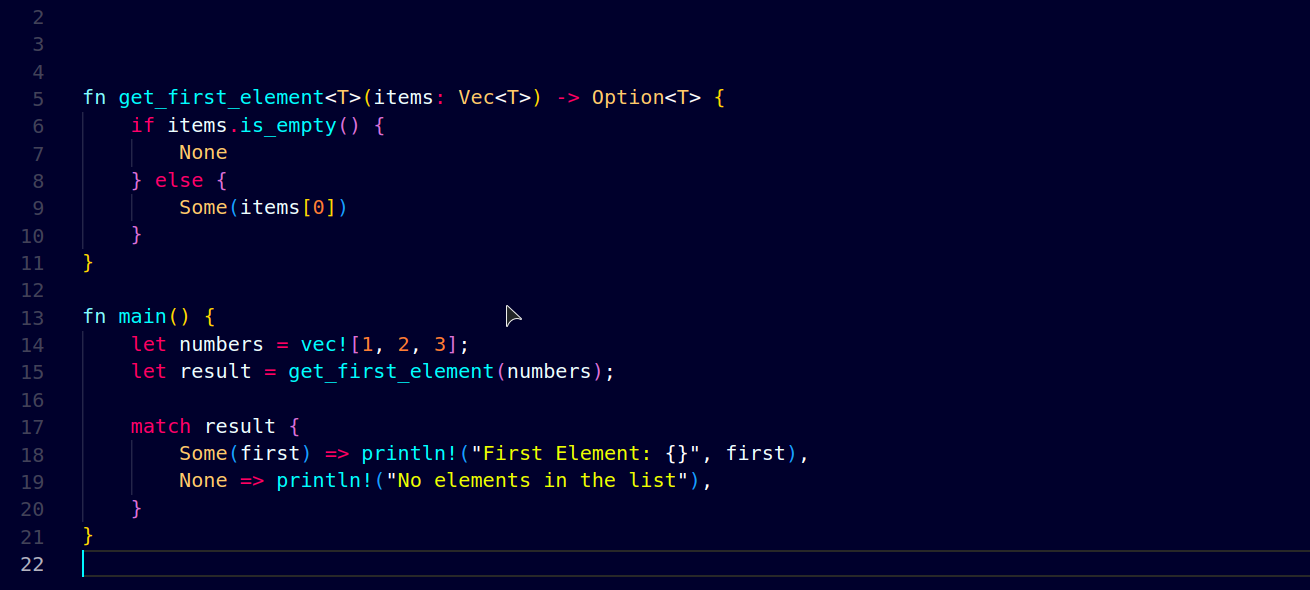 2
3
4
5 fn get_first_element<T>(items: Vec<T>) -> Option<T> {
6     if items.is_empty() {
7         None
8     } else {
9         Some(items[0])
10     }
11 }
12
13 fn main() {
14     let numbers = vec![1, 2, 3];
15     let result = get_first_element(numbers);
16
17     match result {
18         Some(first) => println!("First Element: {}", first),
19         None => println!("No elements in the list"),
20     }
21 }
22